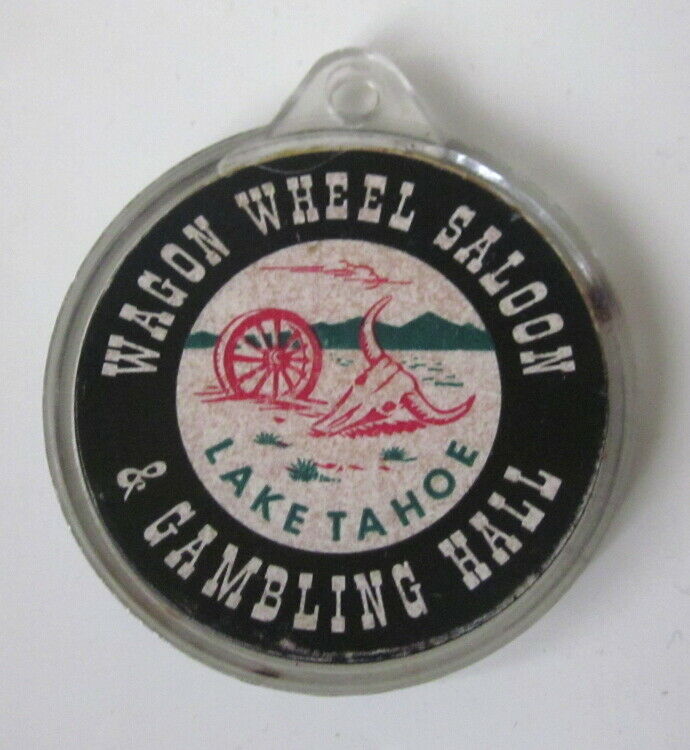 WAGON WHEEL SALOON
& GAMBLING HALL
LAKE TAHOE